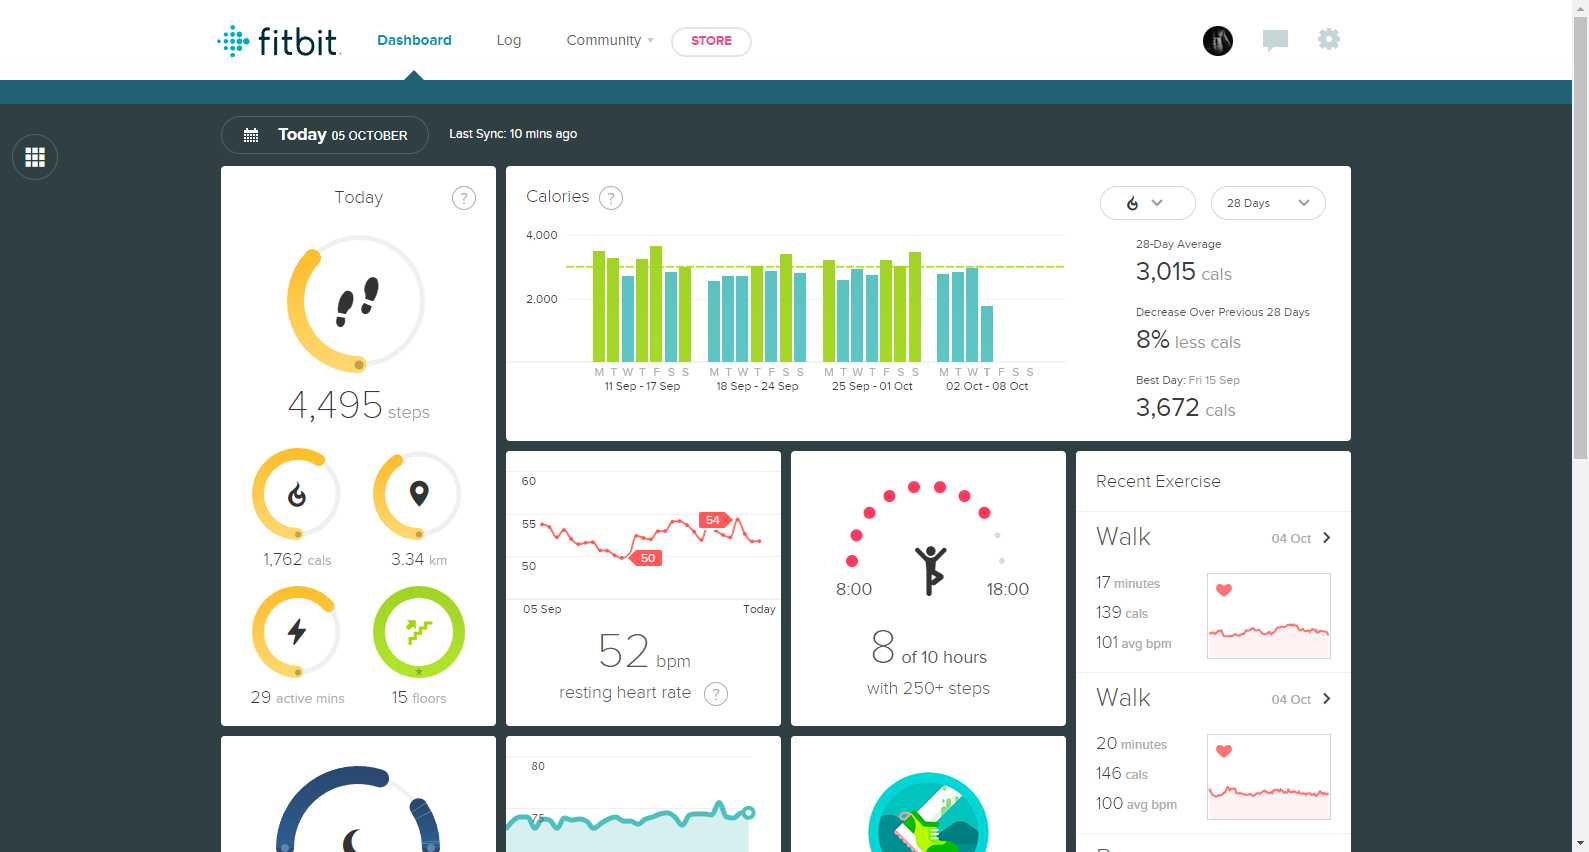 fitbit.
Dashboard
Log
Community
STORE
Today 05 OCTOBER
Last Sync: 10 mins ago
Today
?
4,495 steps
1,762 cals
3.34 km
29 active mins
15 floors
Calories
?
28 Days
4,000
2,000
M T W T F S S
M T W T F S S
M T W T F S S
M T W T F S S
11 Sep - 17 Sep
18 Sep - 24 Sep
25 Sep - 01 Oct
02 Oct - 08 Oct
28-Day Average
3,015 cals
Decrease Over Previous 28 Days
8% less cals
Best Day: Fri 15 Sep
3,672 cals
60
55
50
54
50
05 Sep
Today
52 bpm
resting heart rate
?
8:00
18:00
8 of 10 hours
with 250+ steps
Recent Exercise
Walk
04 Oct
17 minutes
139 cals
101 avg bpm
Walk
04 Oct
20 minutes
146 cals
100 avg bpm
80
75